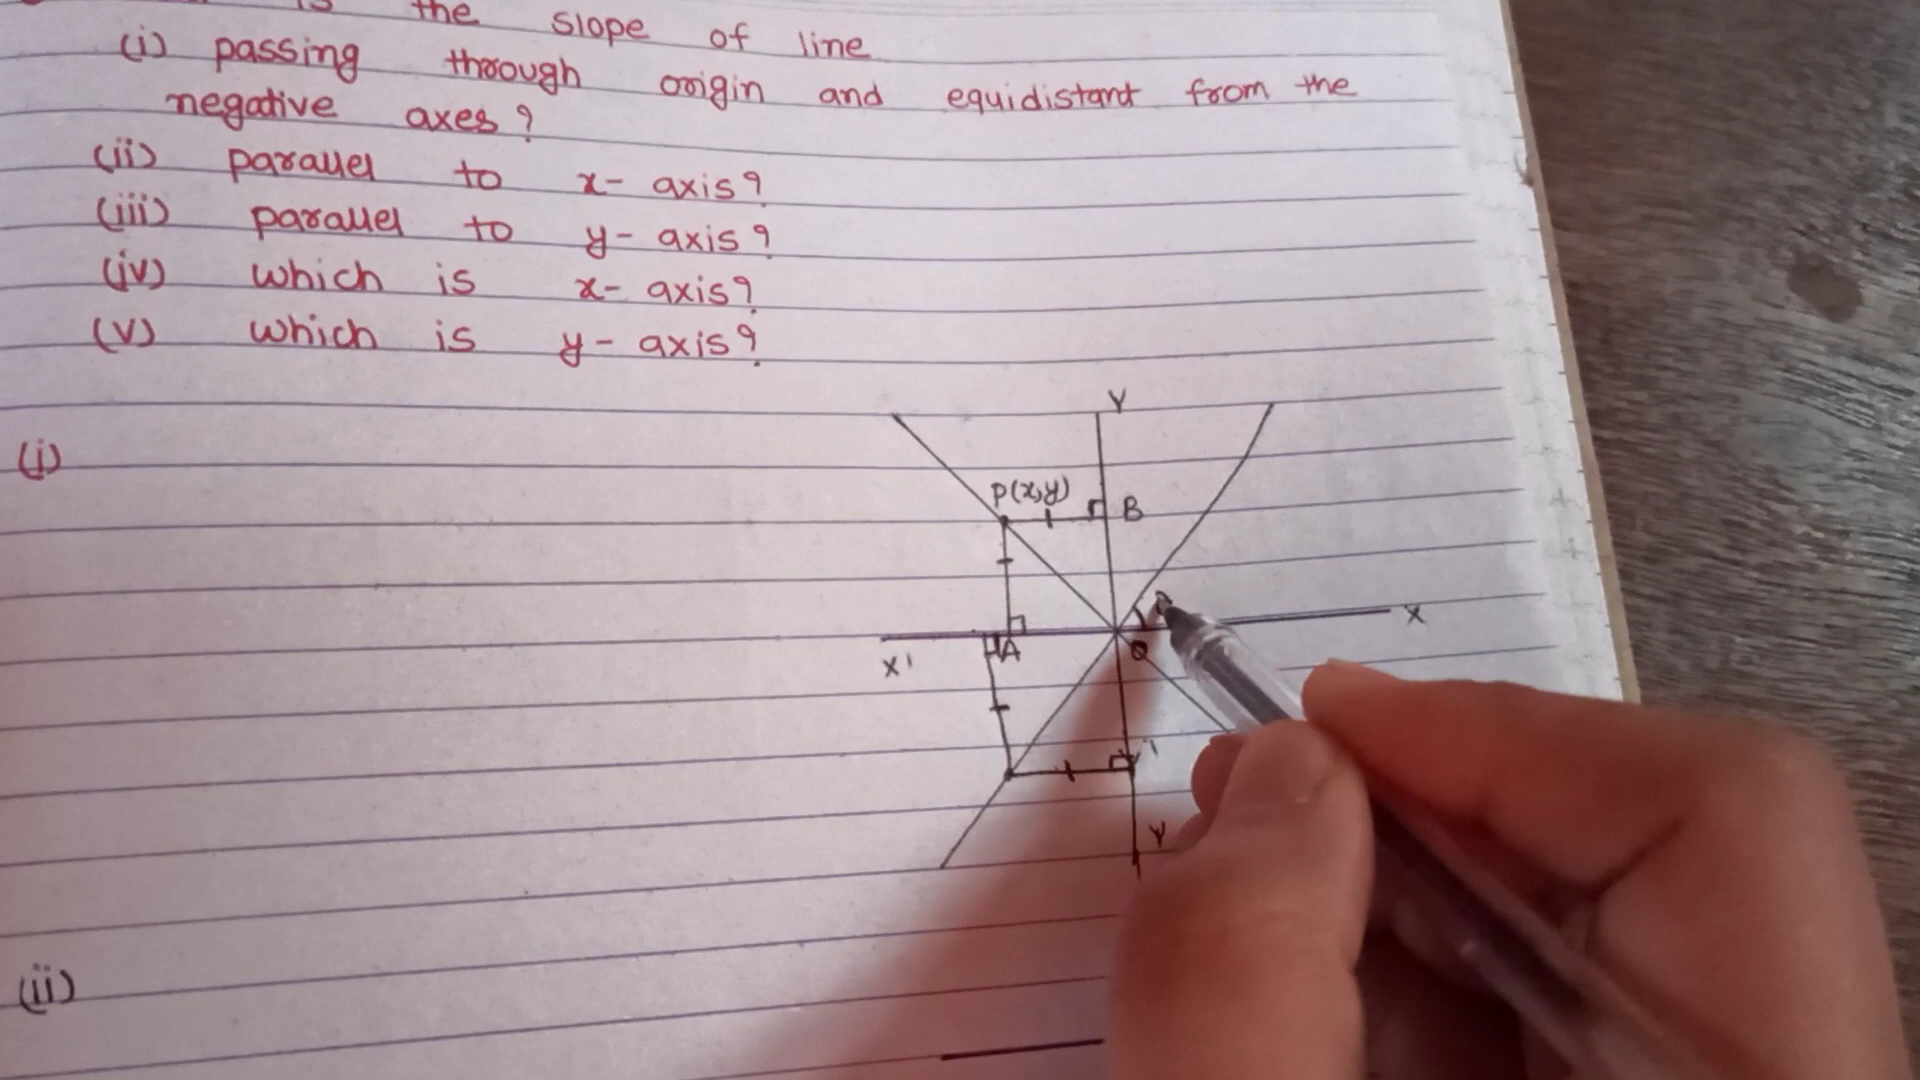 the slope of line
(i) passing through origin and equidistant from the
negative axes?
(ii) parallel to x- axis?
(iii) parallel to y- axis?
(iv) which is x- axis?
(v) which is y- axis?
(i)
Y
P(x,y)
B
X
A
X'
O
Y'
Y
(ii)